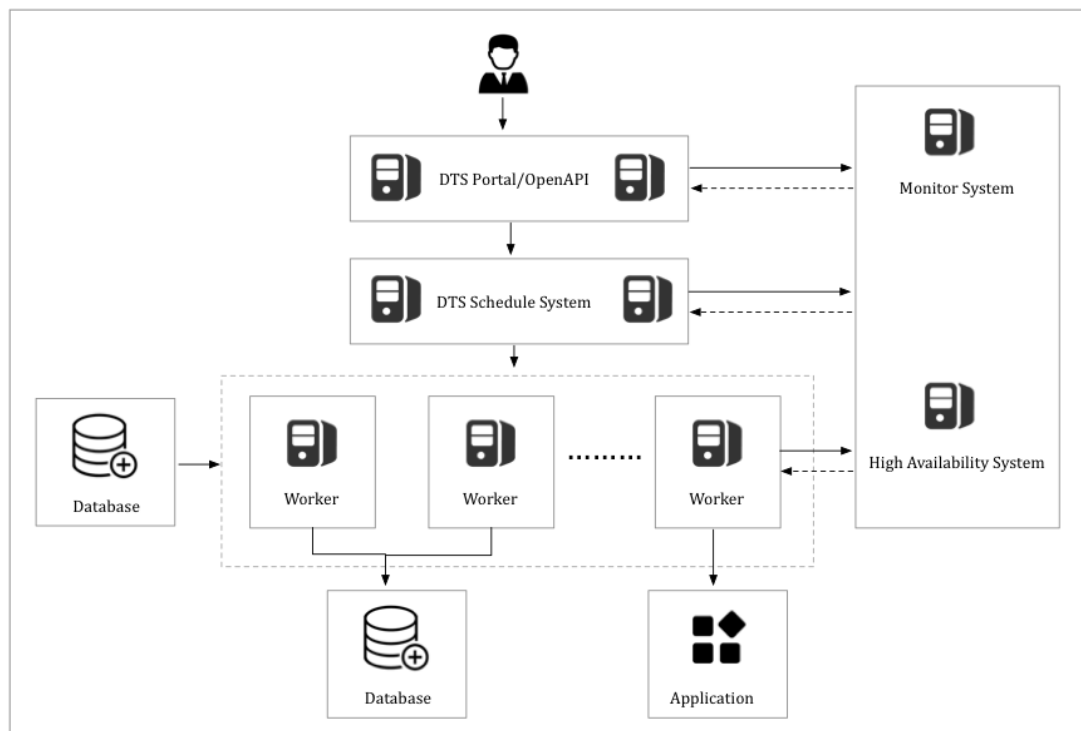 DTS Portal/OpenAPI
Monitor System
DTS Schedule System
High Availability System
Database
Worker
Worker
.........
Worker
Database
Application